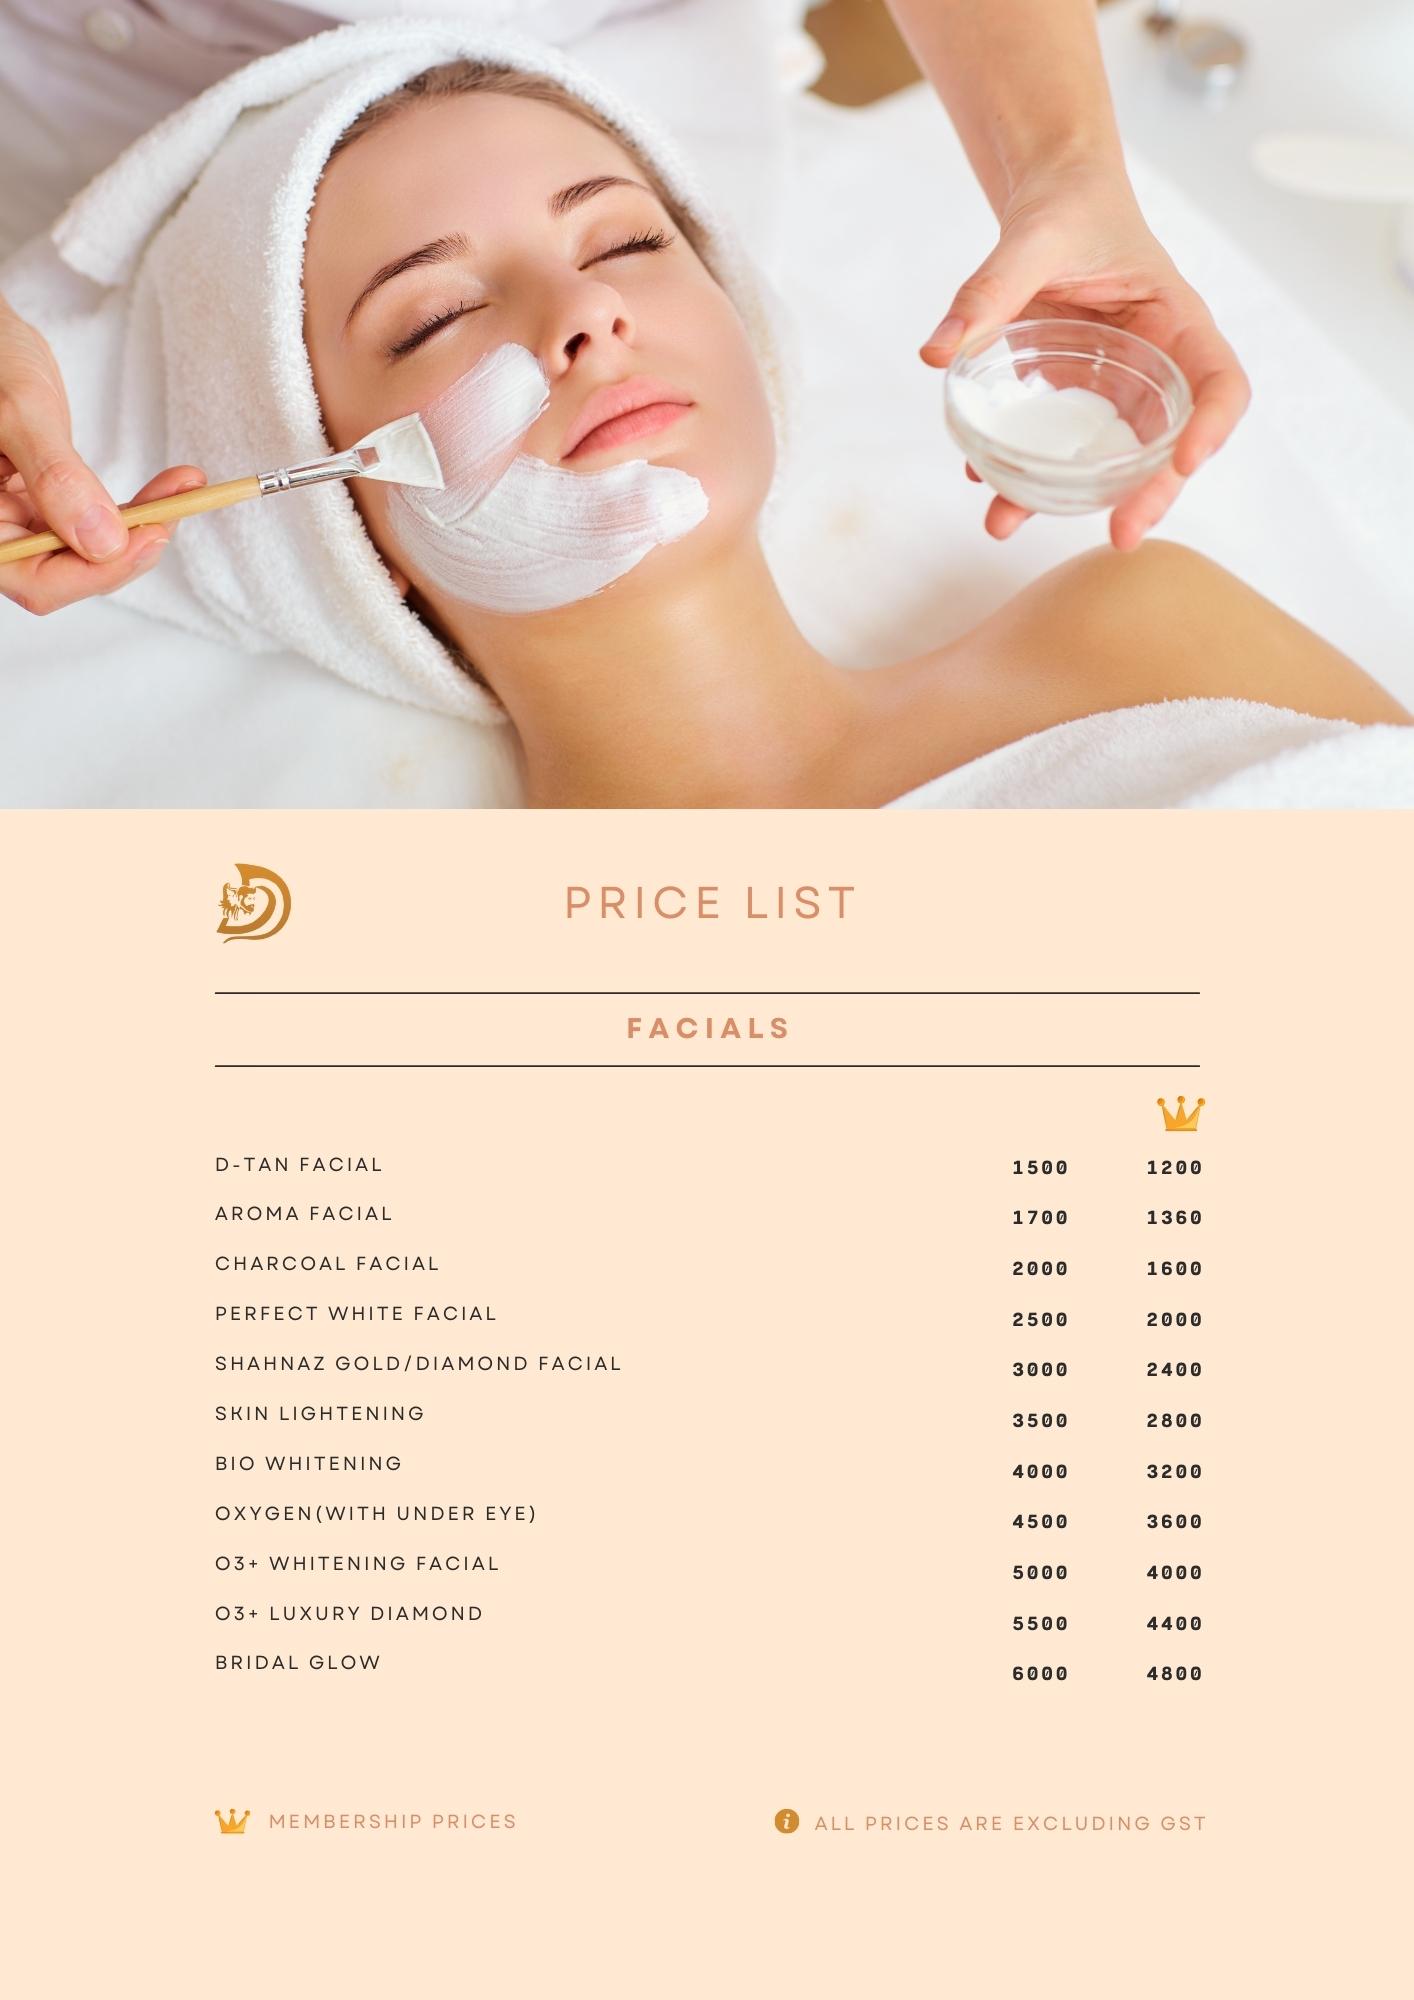 PRICE LIST
FACIALS
D-TAN FACIAL 1500 1200
AROMA FACIAL 1700 1360
CHARCOAL FACIAL 2000 1600
PERFECT WHITE FACIAL 2500 2000
SHAHNAZ GOLD/DIAMOND FACIAL 3000 2400
SKIN LIGHTENING 3500 2800
BIO WHITENING 4000 3200
OXYGEN(WITH UNDER EYE) 4500 3600
O3+ WHITENING FACIAL 5000 4000
O3+ LUXURY DIAMOND 5500 4400
BRIDAL GLOW 6000 4800
MEMBERSHIP PRICES
ALL PRICES ARE EXCLUDING GST